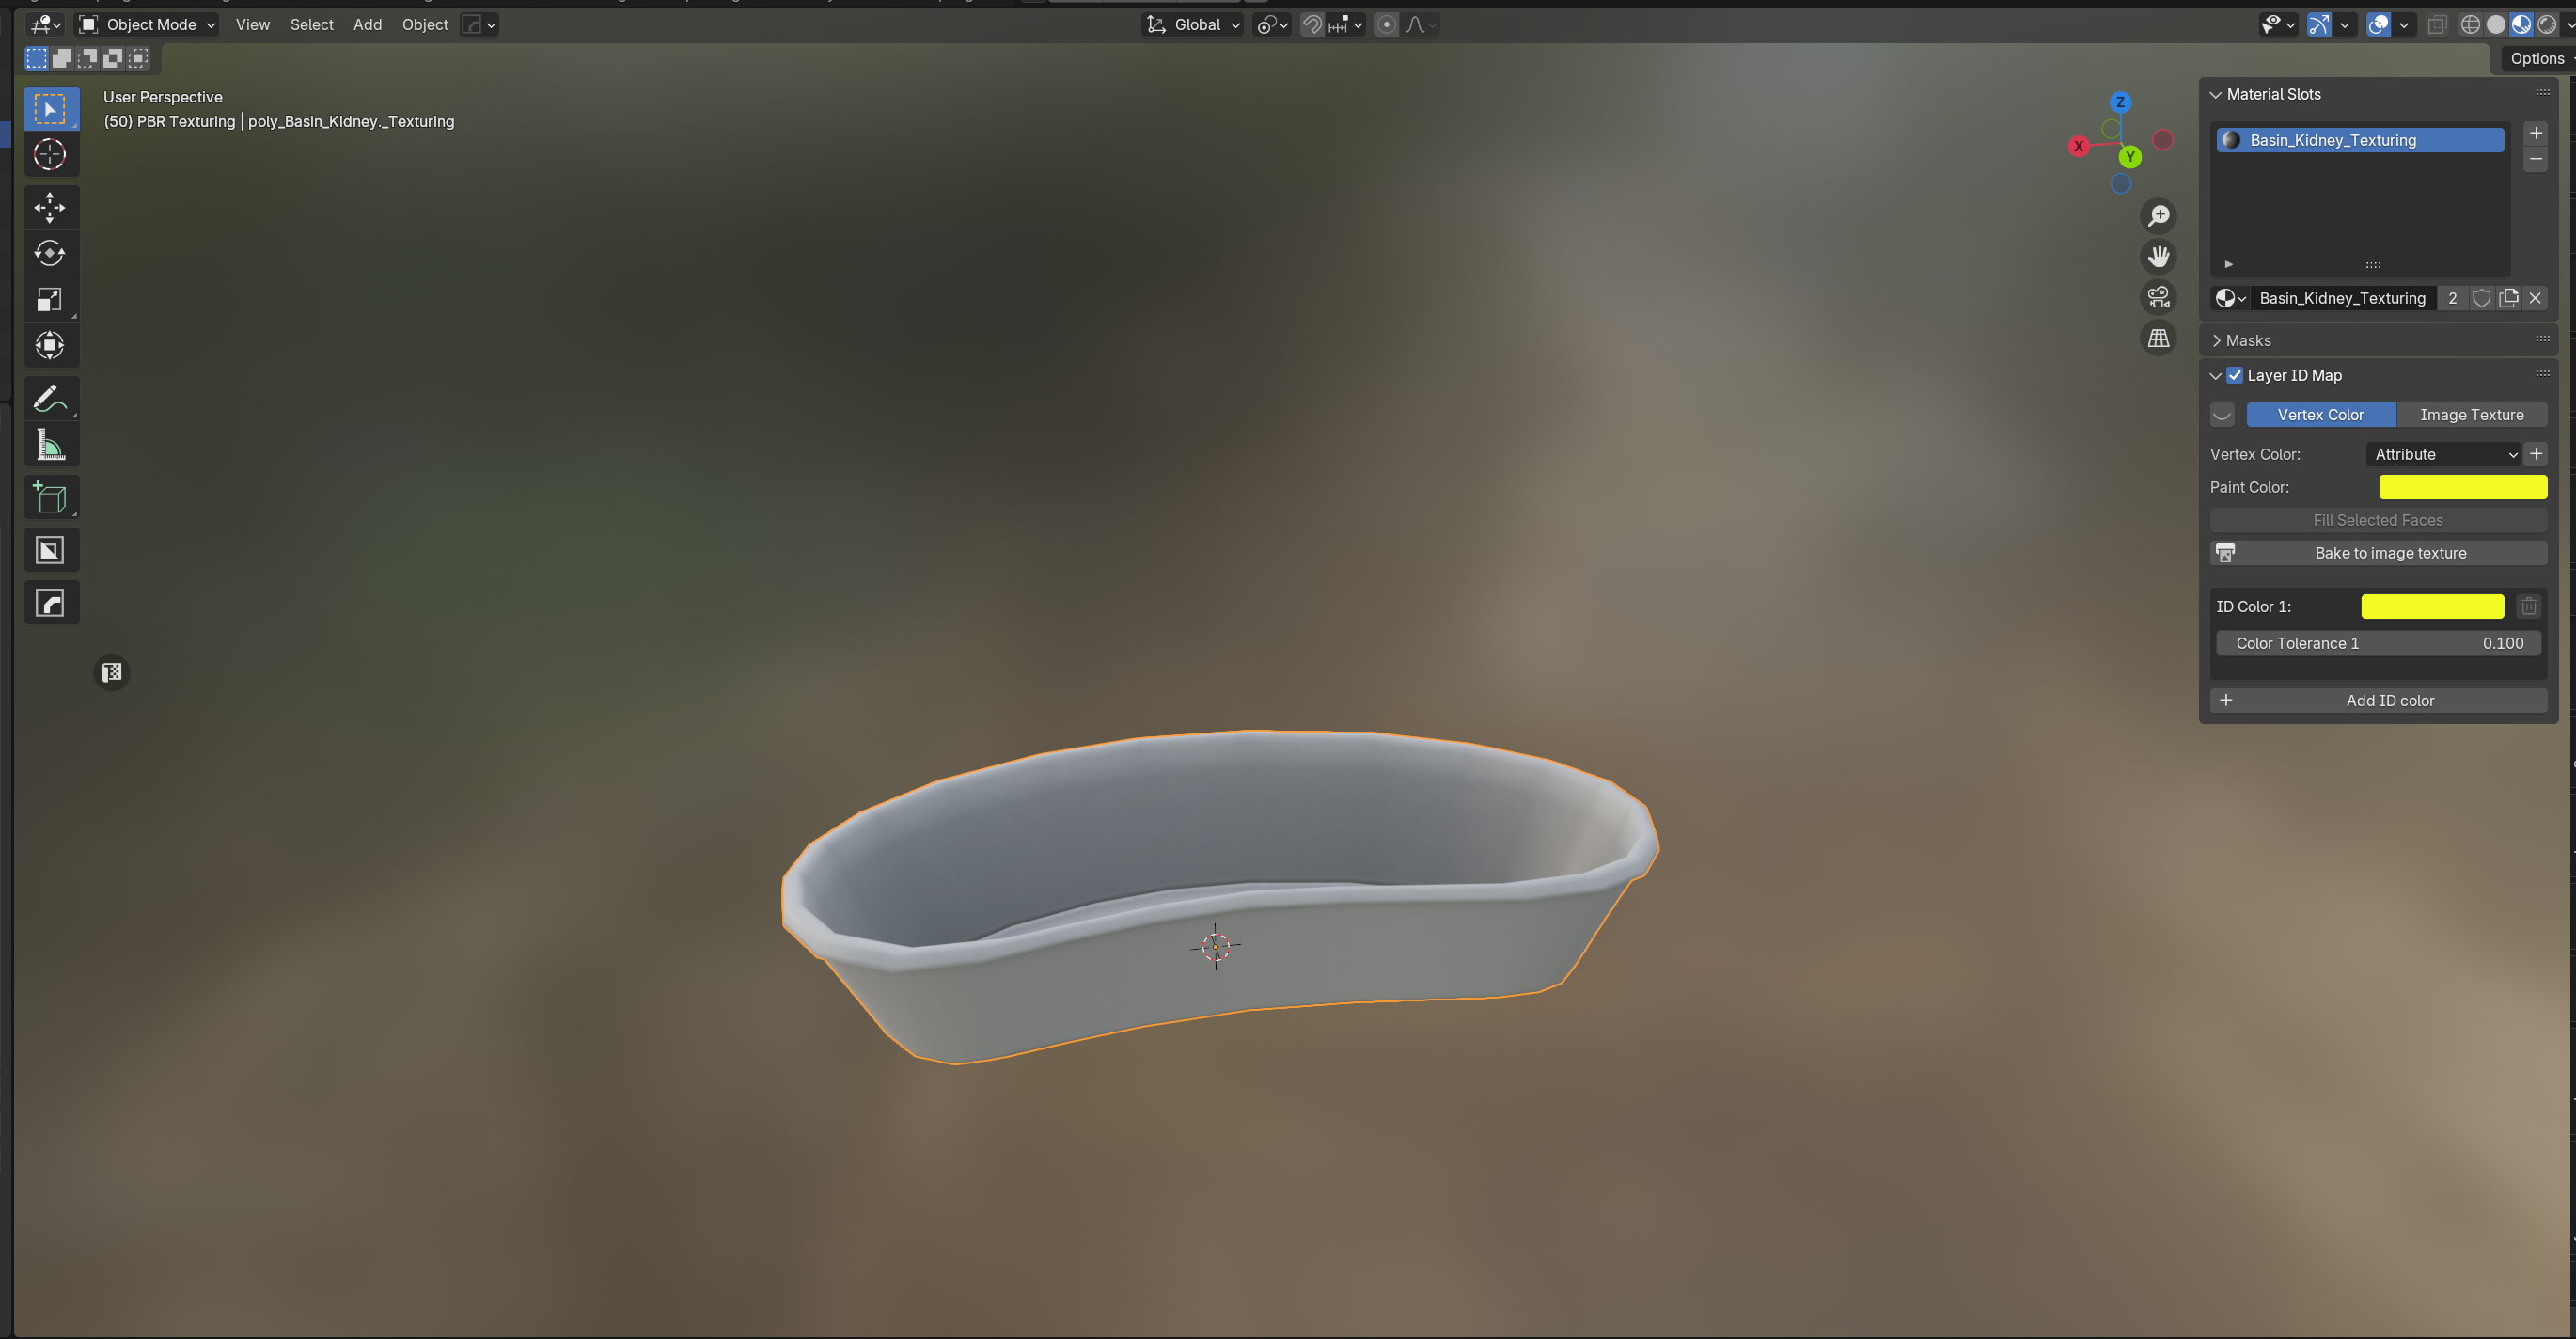 Object Mode View Select Add Object Global
Options
User Perspective
(50) PBR Texturing | poly_Basin_Kidney._Texturing
Z
X
Y
Material Slots
Basin_Kidney_Texturing
Basin_Kidney_Texturing 2
Masks
Layer ID Map
Vertex Color Image Texture
Vertex Color: Attribute
Paint Color:
Fill Selected Faces
Bake to image texture
ID Color 1:
Color Tolerance 1 0.100
Add ID color